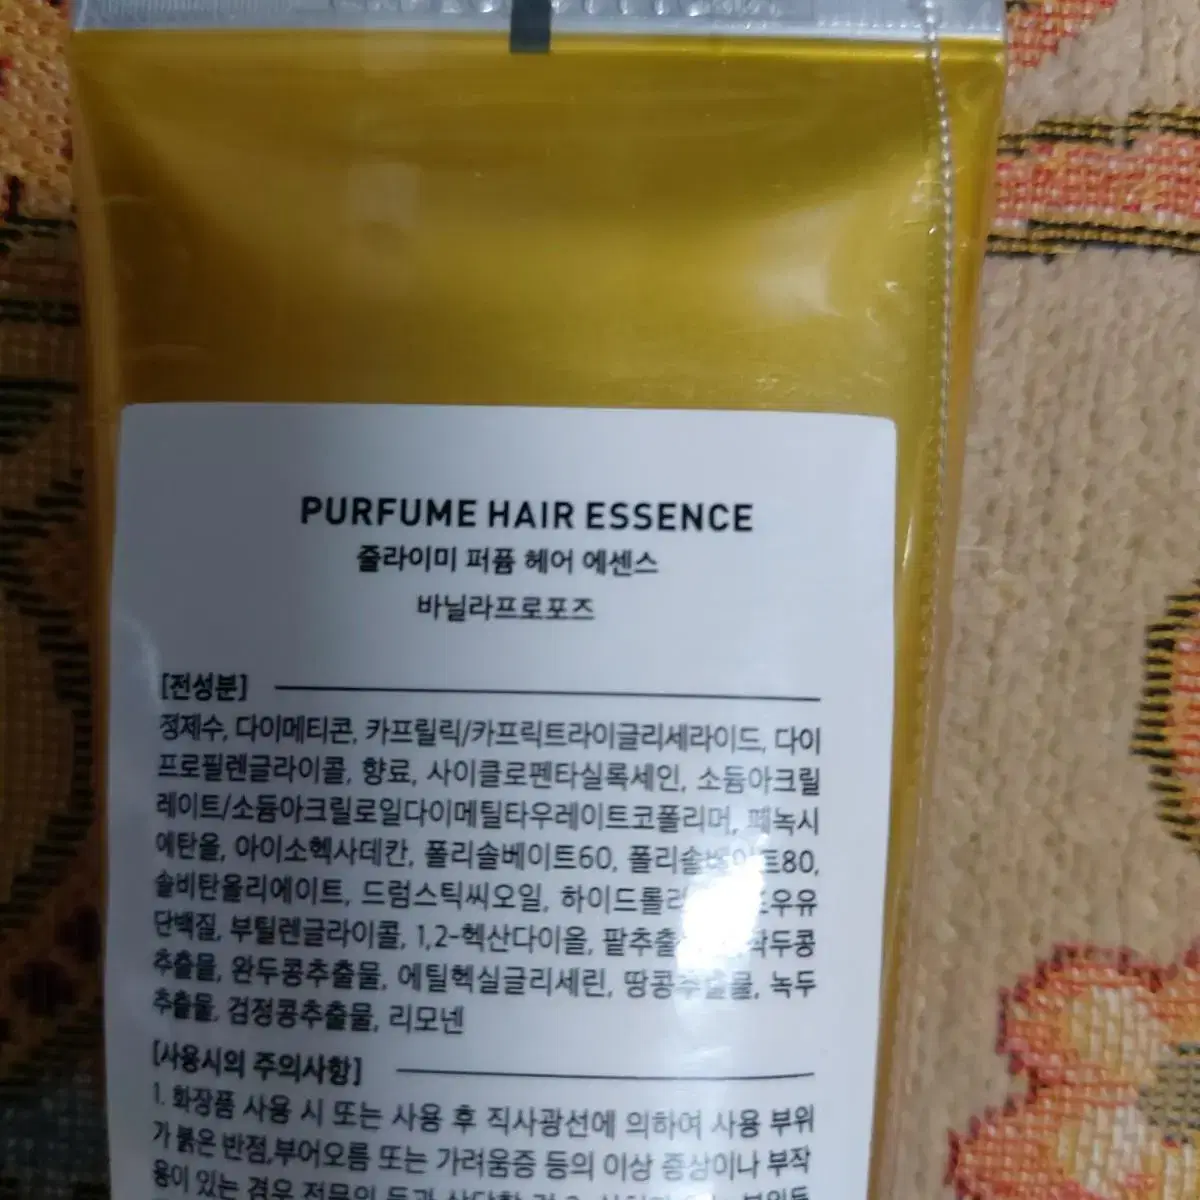 PURFUME HAIR ESSENCE
쥴라이미 퍼퓸 헤어 에센스
바닐라프로포즈
[전성분]
정제수, 다이메티콘, 카프릴릭/카프릭트라이글리세라이드, 다이
프로필렌글라이콜, 향료, 사이클로펜타실록세인, 소듐아크릴
레이트/소듐아크릴로일다이메틸타우레이트코폴리머, 페녹시
에탄올, 아이소헥사데칸, 폴리솔베이트60, 폴리솔베이트80,
솔비탄올리에이트, 드럼스틱씨오일,
단백질, 부틸렌글라이콜, 1,2-헥산다이올,
추출물, 완두콩추출물, 에틸헥실글리세린, 땅콩추출물, 녹두
추출물, 검정콩추출물, 리모넨
[사용시의 주의사항]
1. 화장품 사용 시 또는 사용 후 직사광선에 의하여 사용 부위
가 붉은 반점,부어오름 또는 가려움증 등의 이상 증상이나 부작
용이 있는 경우 전문의 등과 상담할 것